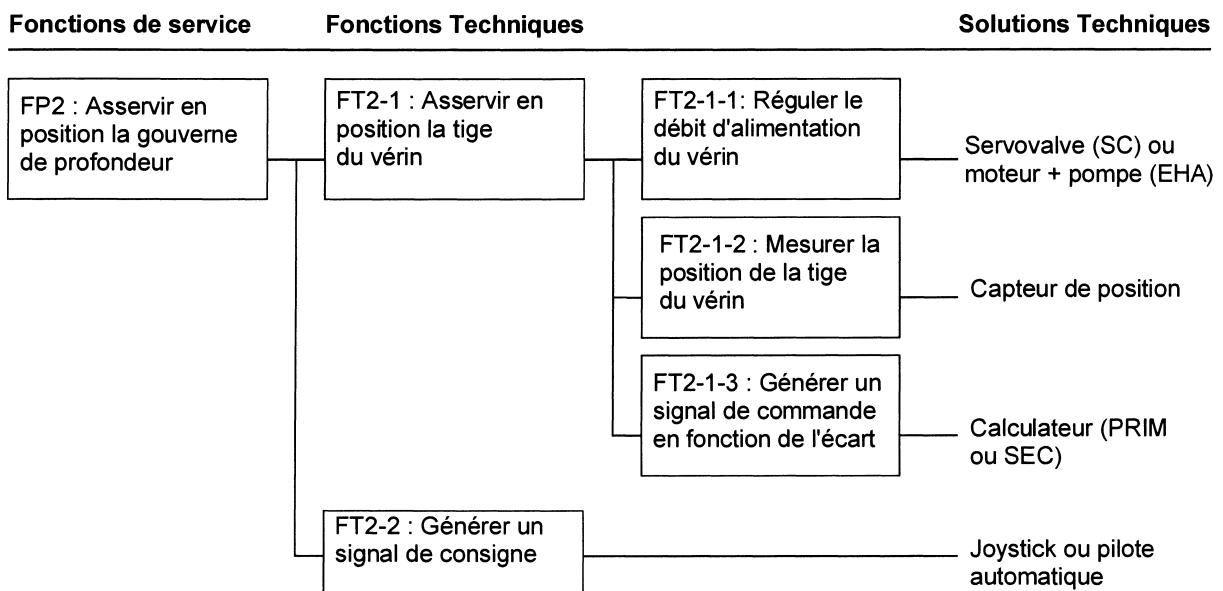 Fonctions de service
Fonctions Techniques
Solutions Techniques
FP2 : Asservir en
position la gouverne
de profondeur
FT2-1 : Asservir en
position la tige
du vérin
FT2-1-1: Réguler le
débit d'alimentation
du vérin
Servovalve (SC) ou
moteur + pompe (EHA)
FT2-1-2 : Mesurer la
position de la tige
du vérin
Capteur de position
FT2-1-3 : Générer un
signal de commande
en fonction de l'écart
Calculateur (PRIM
ou SEC)
FT2-2 : Générer un
signal de consigne
Joystick ou pilote
automatique